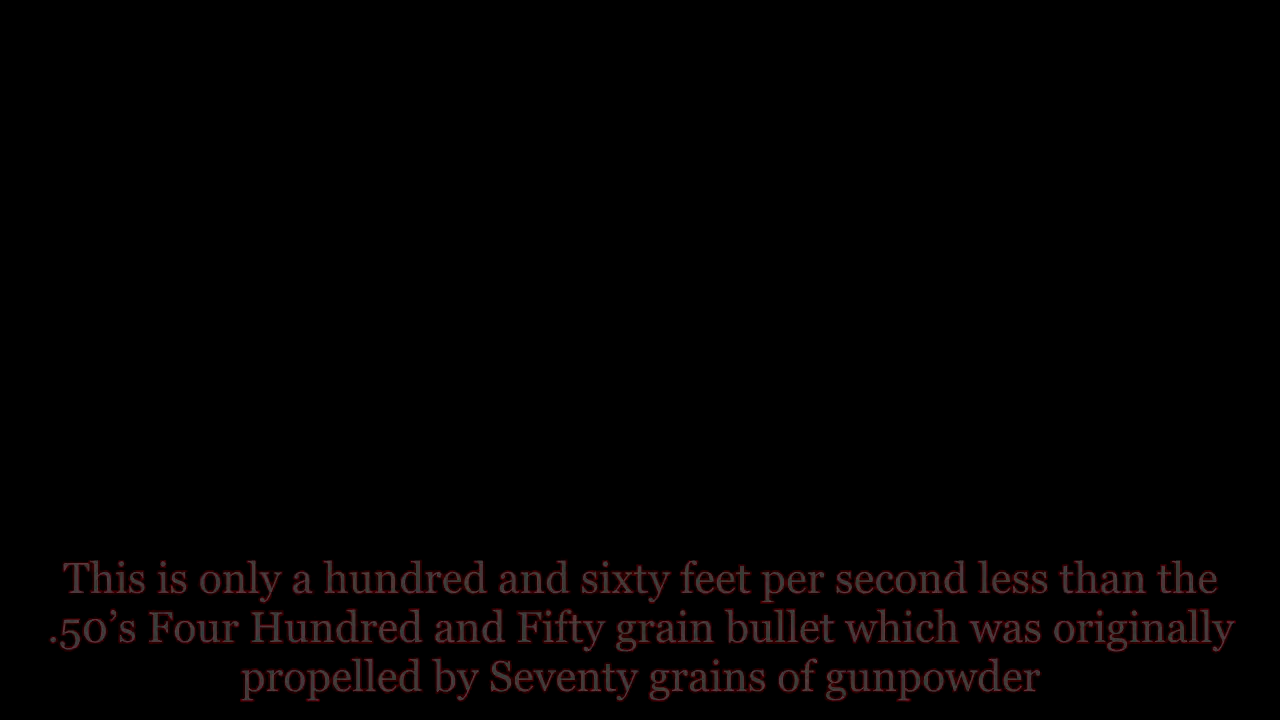 This is only a hundred and sixty feet per second less than the
.50’s Four Hundred and Fifty grain bullet which was originally
propelled by Seventy grains of gunpowder